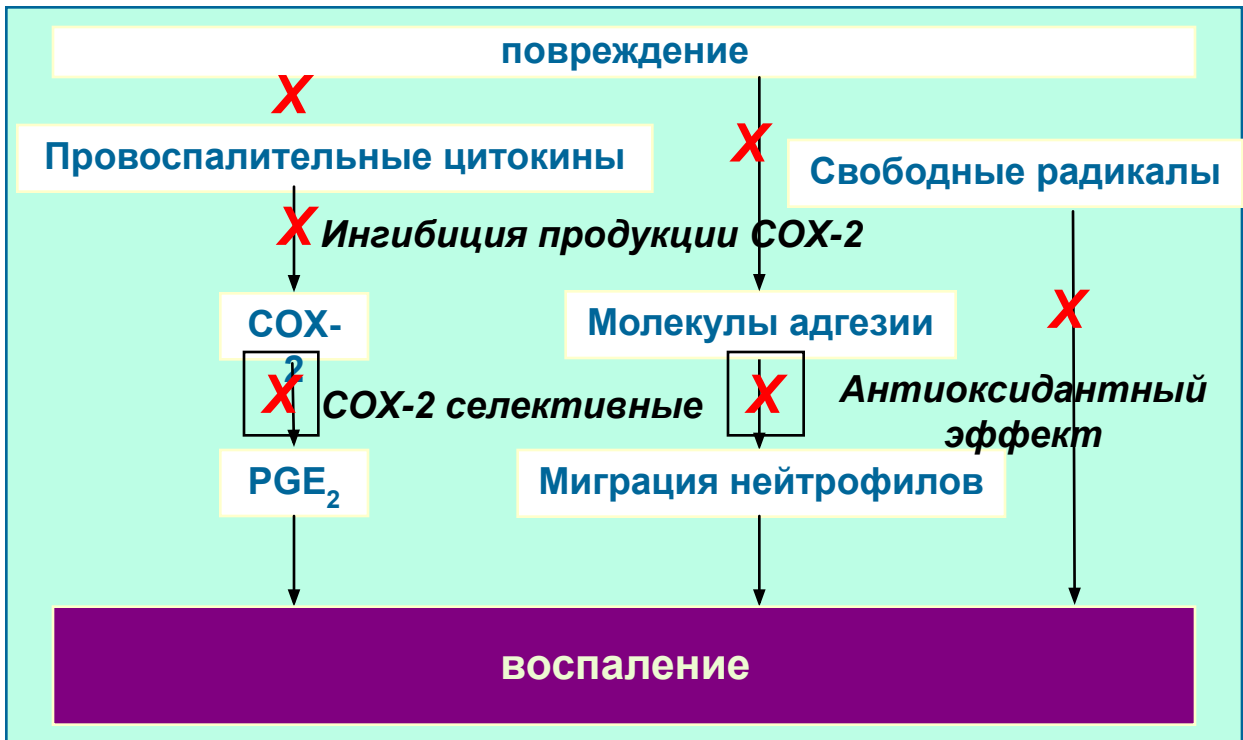 повреждение
X
Провоспалительные цитокины
X
Свободные радикалы
X Ингибиция продукции COX-2
COX-
2
Молекулы адгезии
X
X COX-2 селективные
X
Антиоксидантный
эффект
PGE₂
Миграция нейтрофилов
воспаление